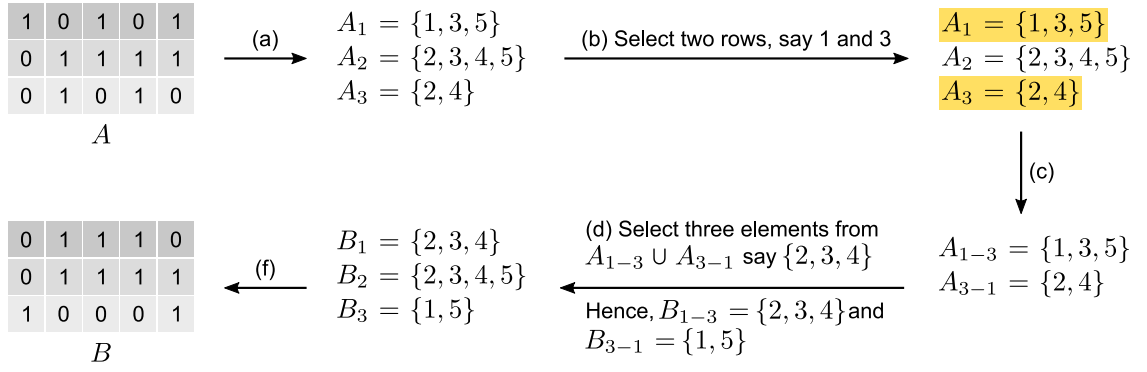 1 0 1 0 1
0 1 1 1 1
0 1 0 1 0
A
(a)
A₁ = {1, 3, 5}
A₂ = {2, 3, 4, 5}
A₃ = {2, 4}
(b) Select two rows, say 1 and 3
A₁ = {1, 3, 5}
A₂ = {2, 3, 4, 5}
A₃ = {2, 4}
(c)
A₁₋₃ = {1, 3, 5}
A₃₋₁ = {2, 4}
(d) Select three elements from
A₁₋₃ ∪ A₃₋₁ say {2, 3, 4}
Hence, B₁₋₃ = {2, 3, 4} and
B₃₋₁ = {1, 5}
B₁ = {2, 3, 4}
B₂ = {2, 3, 4, 5}
B₃ = {1, 5}
(f)
0 1 1 1 0
0 1 1 1 1
1 0 0 0 1
B